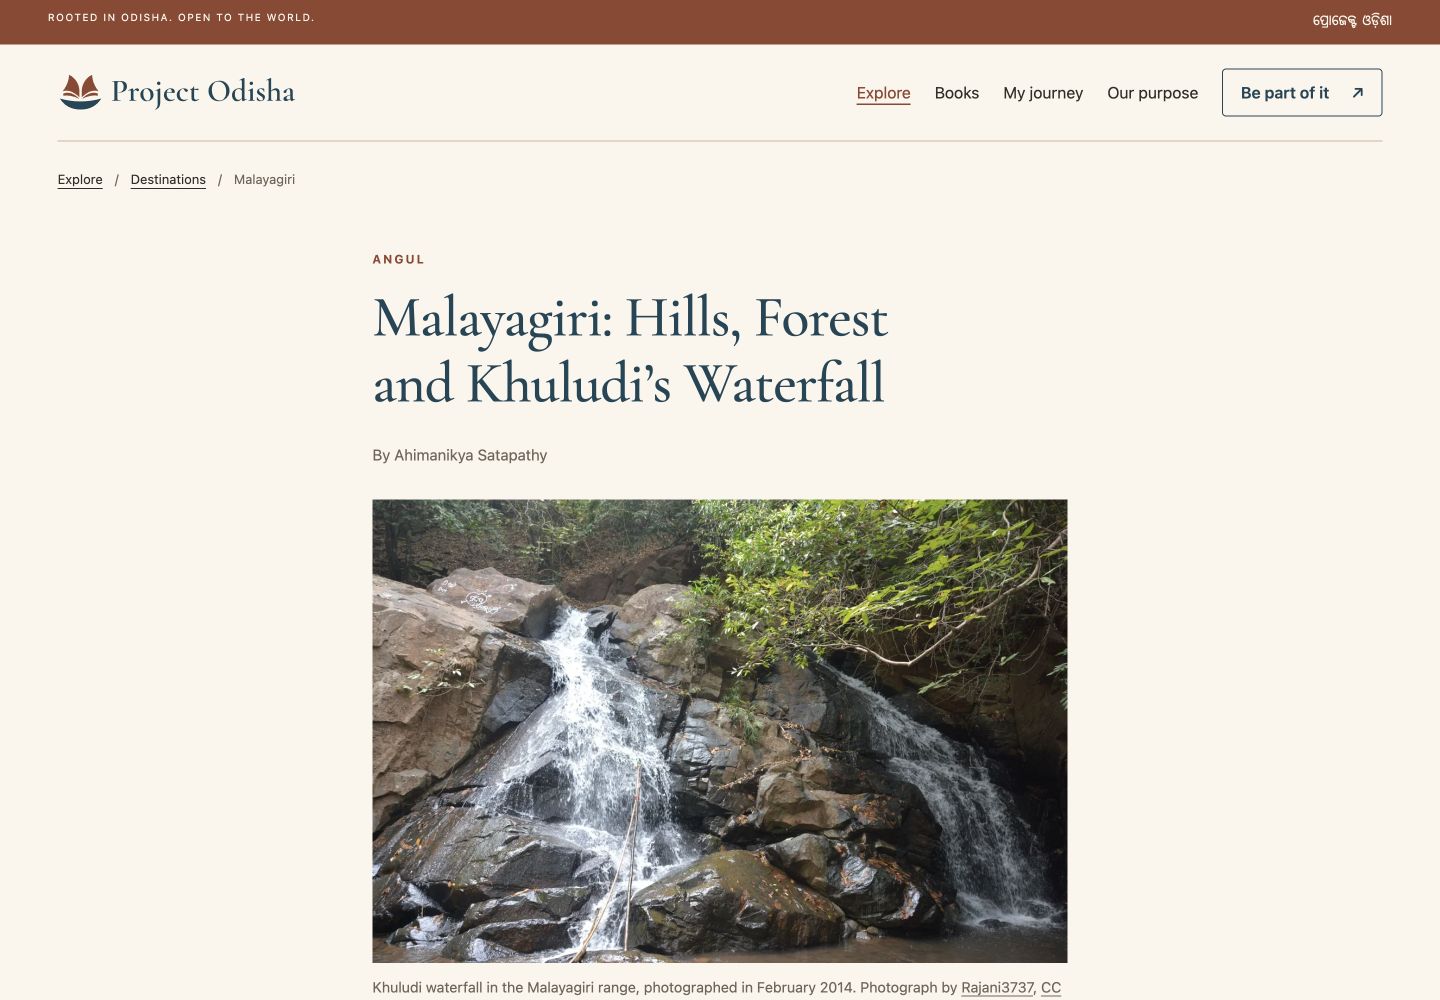 ROOTED IN ODISHA. OPEN TO THE WORLD.
ପ୍ରୋଜେକ୍ଟ ଓଡ଼ିଶା
Project Odisha
Explore
Books
My journey
Our purpose
Be part of it
Explore / Destinations / Malayagiri
ANGUL
Malayagiri: Hills, Forest
and Khuludi’s Waterfall
By Ahimanikya Satapathy
Khuludi waterfall in the Malayagiri range, photographed in February 2014. Photograph by Rajani3737, CC